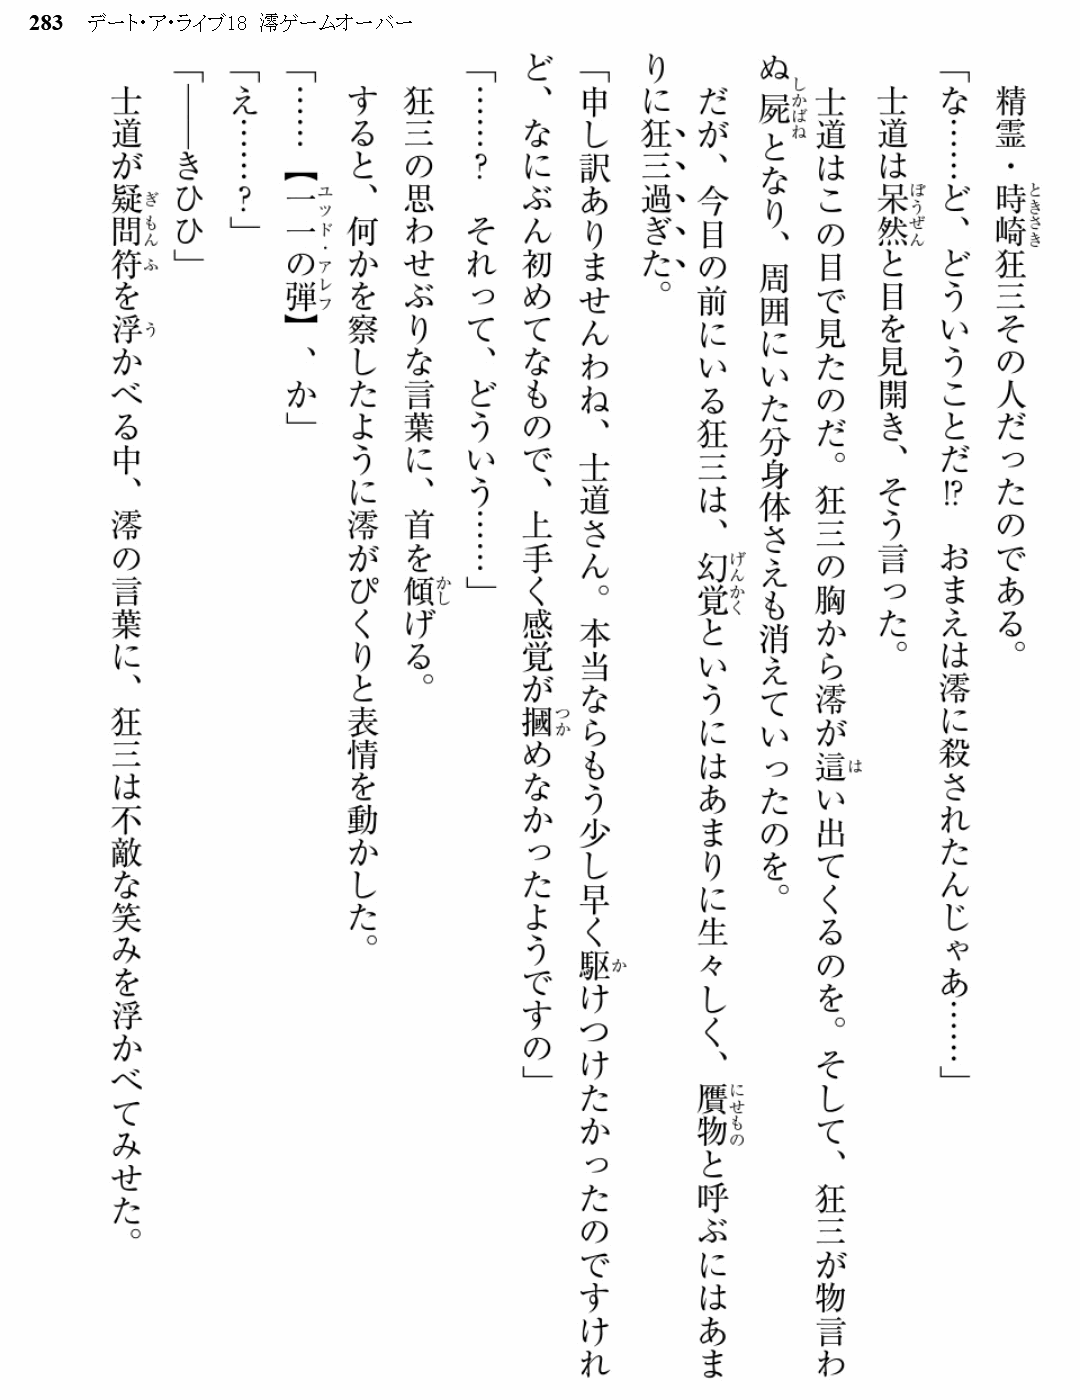 283 デート・ア・ライブ18 澪ゲームオーバー
精霊・時崎狂三その人だったのである。
「な……ど、どういうことだ!? おまえは澪に殺されたんじゃあ……」
士道は呆然と目を見開き、そう言った。
士道はこの目で見たのだ。狂三の胸から澪が這い出てくるのを。そして、狂三が物言わ
ぬ屍となり、周囲にいた分身体さえも消えていったのを。
だが、今目の前にいる狂三は、幻覚というにはあまりに生々しく、贋物と呼ぶにはあま
りに狂三過ぎた。
「申し訳ありませんわね、士道さん。本当ならもう少し早く駆けつけたかったのですけれ
ど、なにぶん初めてなもので、上手く感覚が摑めなかったようですの」
「……? それって、どういう……」
狂三の思わせぶりな言葉に、首を傾げる。
すると、何かを察したように澪がぴくりと表情を動かした。
「……【一一の弾】、か」
「え……?」
「――きひひ」
士道が疑問符を浮かべる中、澪の言葉に、狂三は不敵な笑みを浮かべてみせた。